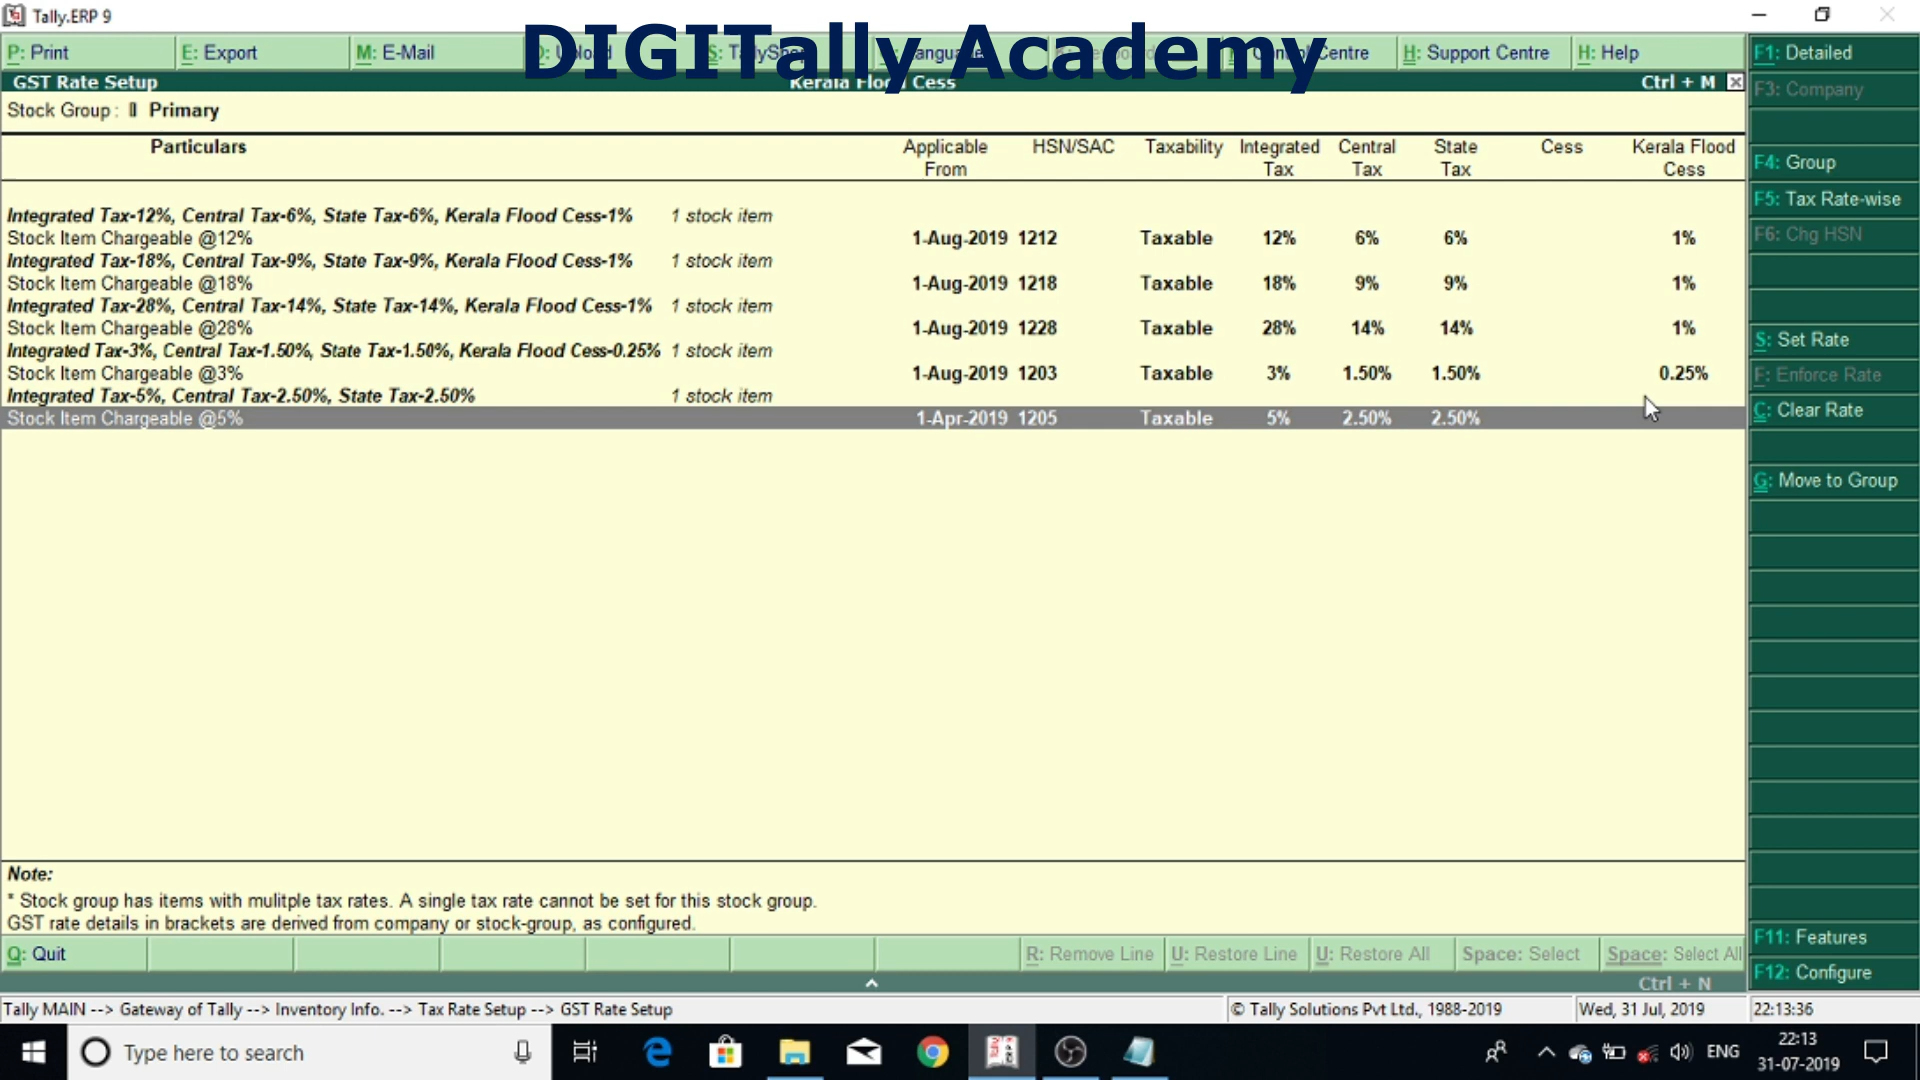 Tally.ERP 9
DIGITally Academy
P: Print E: Export M: E-Mail Centre H: Support Centre H: Help
GST Rate Setup Kerala Flood Cess Ctrl + M
Stock Group : Primary
Particulars Applicable From HSN/SAC Taxability Integrated Tax Central Tax State Tax Cess Kerala Flood Cess
Integrated Tax-12%, Central Tax-6%, State Tax-6%, Kerala Flood Cess-1% 1 stock item
Stock Item Chargeable @12% 1-Aug-2019 1212 Taxable 12% 6% 6% 1%
Integrated Tax-18%, Central Tax-9%, State Tax-9%, Kerala Flood Cess-1% 1 stock item
Stock Item Chargeable @18% 1-Aug-2019 1218 Taxable 18% 9% 9% 1%
Integrated Tax-28%, Central Tax-14%, State Tax-14%, Kerala Flood Cess-1% 1 stock item
Stock Item Chargeable @28% 1-Aug-2019 1228 Taxable 28% 14% 14% 1%
Integrated Tax-3%, Central Tax-1.50%, State Tax-1.50%, Kerala Flood Cess-0.25% 1 stock item
Stock Item Chargeable @3% 1-Aug-2019 1203 Taxable 3% 1.50% 1.50% 0.25%
Integrated Tax-5%, Central Tax-2.50%, State Tax-2.50% 1 stock item
Stock Item Chargeable @5% 1-Apr-2019 1205 Taxable 5% 2.50% 2.50%
F1: Detailed
F3: Company
F4: Group
F5: Tax Rate-wise
F6: Chg HSN
S: Set Rate
F: Enforce Rate
C: Clear Rate
G: Move to Group
F11: Features
F12: Configure
Note:
* Stock group has items with mulitple tax rates. A single tax rate cannot be set for this stock group.
GST rate details in brackets are derived from company or stock-group, as configured.
Q: Quit R: Remove Line U: Restore Line U: Restore All Space: Select Space: Select All
Ctrl + N
Tally MAIN --> Gateway of Tally --> Inventory Info. --> Tax Rate Setup --> GST Rate Setup © Tally Solutions Pvt Ltd., 1988-2019 Wed, 31 Jul, 2019 22:13:36
Type here to search ENG 22:13
31-07-2019